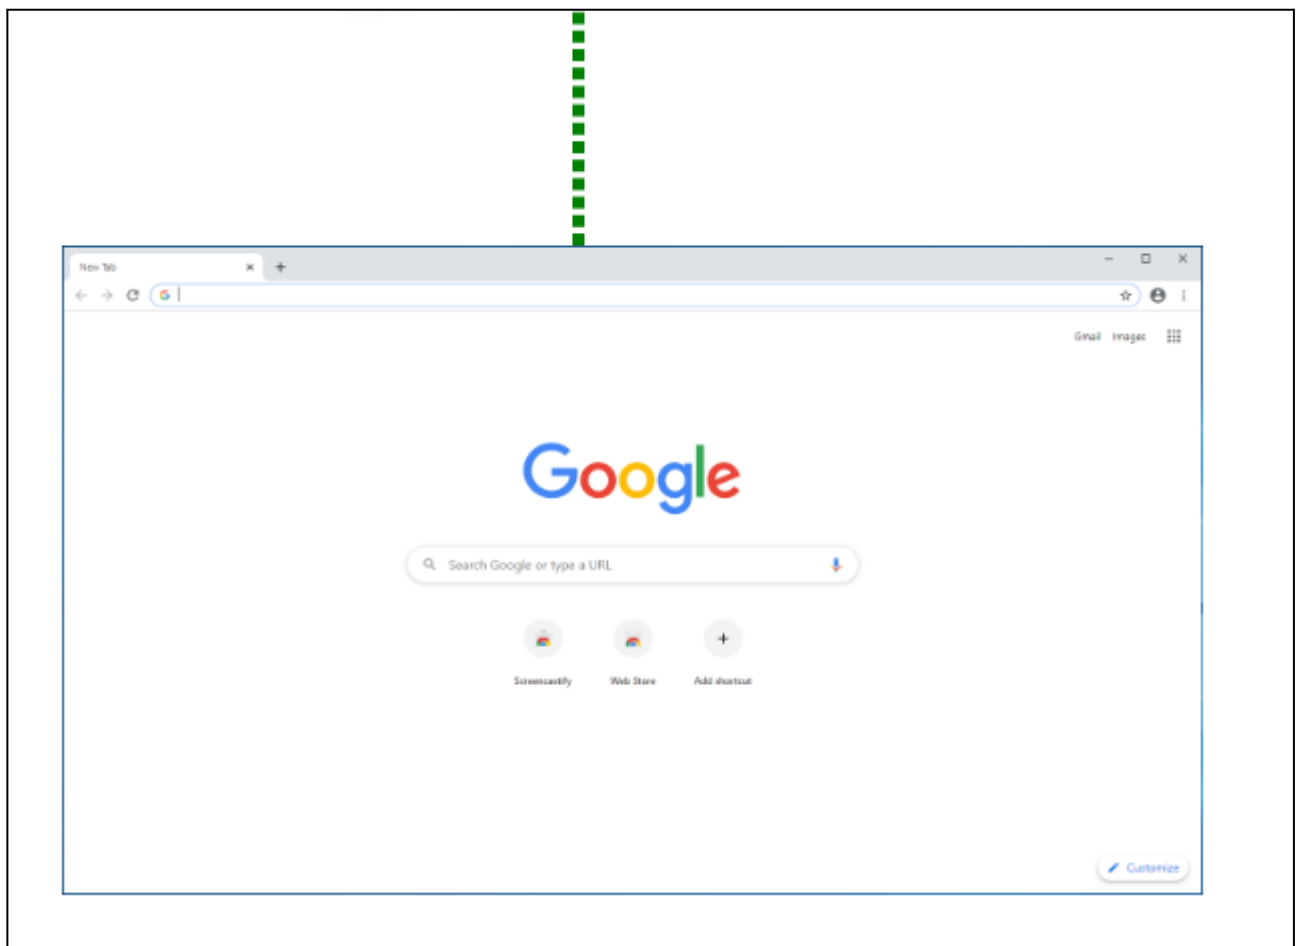 New Tab
Gmail Images
Google
Search Google or type a URL
Screencastify Web Store Add shortcut
Customize